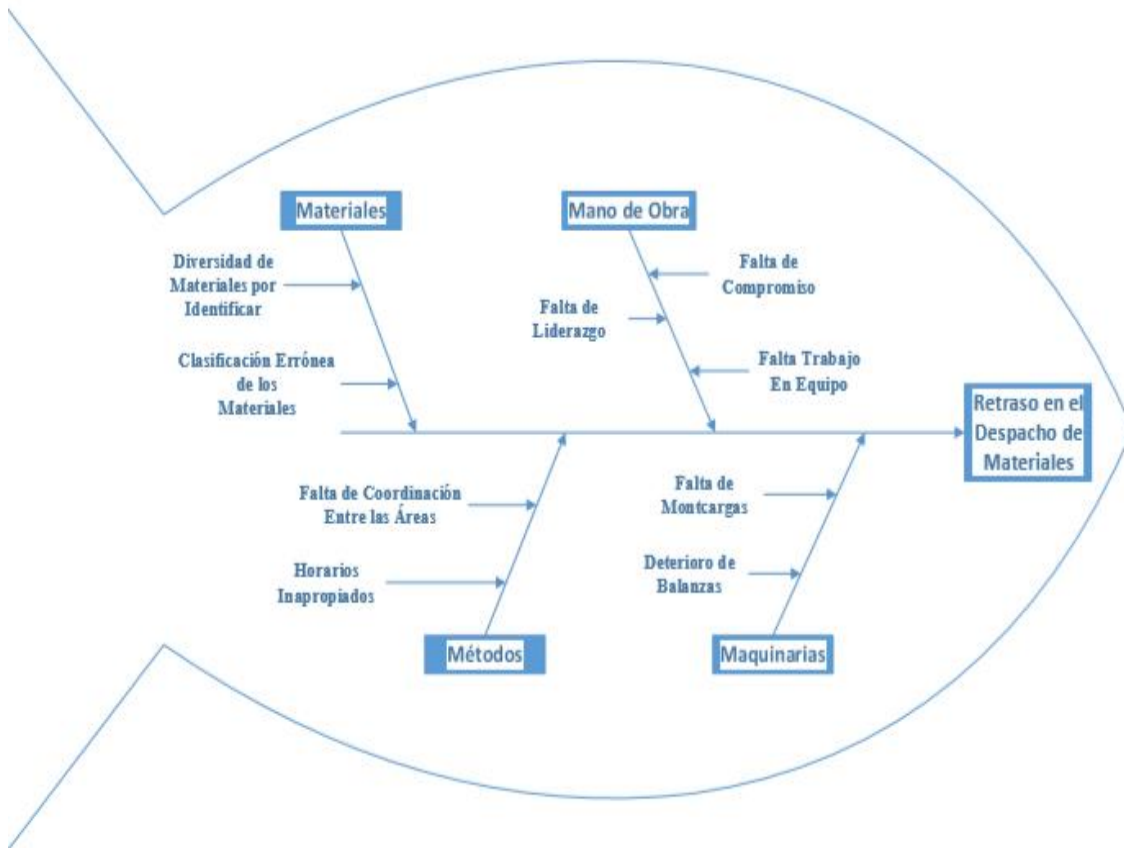 Materiales
Diversidad de
Materiales por
Identificar
Clasificación Errónea
de los
Materiales
Mano de Obra
Falta de
Compromiso
Falta de
Liderazgo
Falta Trabajo
En Equipo
Retraso en el
Despacho de
Materiales
Falta de Coordinación
Entre las Áreas
Horarios
Inapropiados
Métodos
Falta de
Montcargas
Deterioro de
Balanzas
Maquinarias